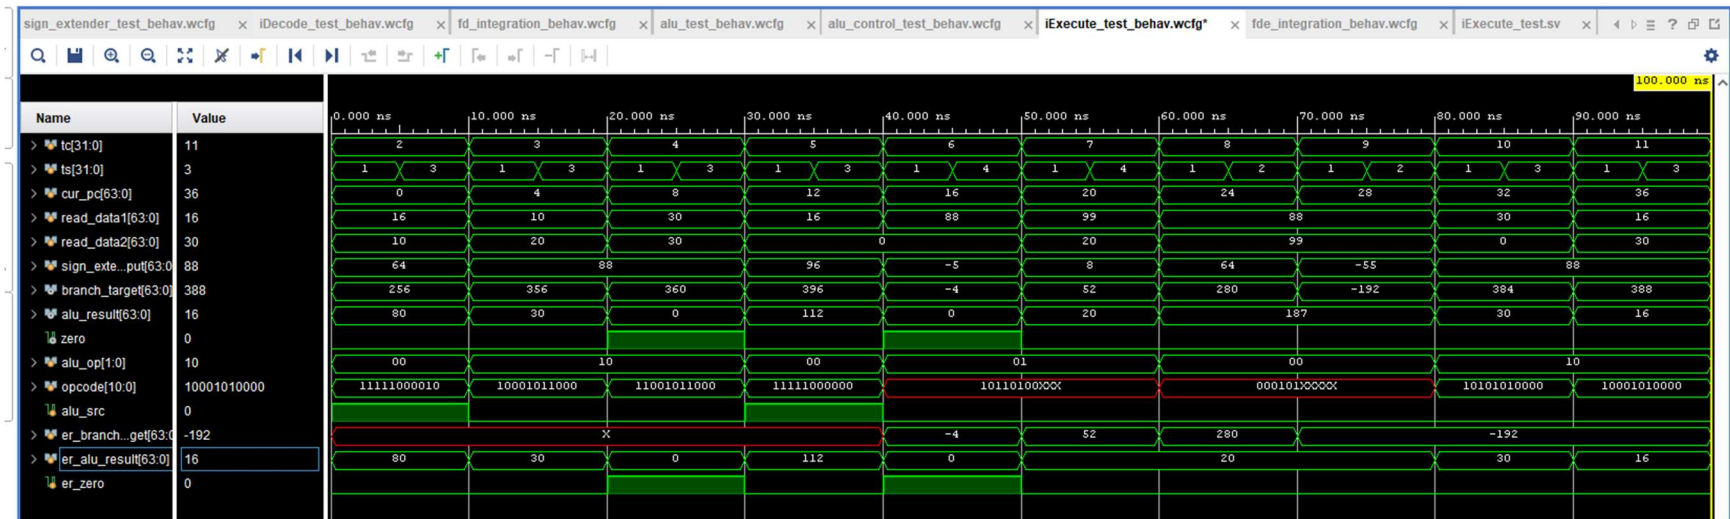 sign_extender_test_behav.wcfg × iDecode_test_behav.wcfg × fd_integration_behav.wcfg × alu_test_behav.wcfg × alu_control_test_behav.wcfg × iExecute_test_behav.wcfg* × fde_integration_behav.wcfg × iExecute_test.sv ×
100.000 ns
Name Value 0.000 ns 10.000 ns 20.000 ns 30.000 ns 40.000 ns 50.000 ns 60.000 ns 70.000 ns 80.000 ns 90.000 ns
tc[31:0] 11 2 3 4 5 6 7 8 9 10 11
ts[31:0] 3 1 3 1 3 1 3 1 3 1 4 1 4 1 2 1 2 1 3 1 3
cur_pc[63:0] 36 0 4 8 12 16 20 24 28 32 36
read_data1[63:0] 16 16 10 30 16 88 99 88 30 16
read_data2[63:0] 30 10 20 30 0 20 99 0 30
sign_exte...put[63:0 88 64 88 96 -5 8 64 -55 88
branch_target[63:0] 388 256 356 360 396 -4 52 280 -192 384 388
alu_result[63:0] 16 80 30 0 112 0 20 187 30 16
zero 0
alu_op[1:0] 10 00 10 00 01 00 10
opcode[10:0] 10001010000 11111000010 10001011000 11001011000 11111000000 10110100XXX 000101XXXXX 10101010000 10001010000
alu_src 0
er_branch...get[63:0 -192 X -4 52 280 -192
er_alu_result[63:0] 16 80 30 0 112 0 20 30 16
er_zero 0